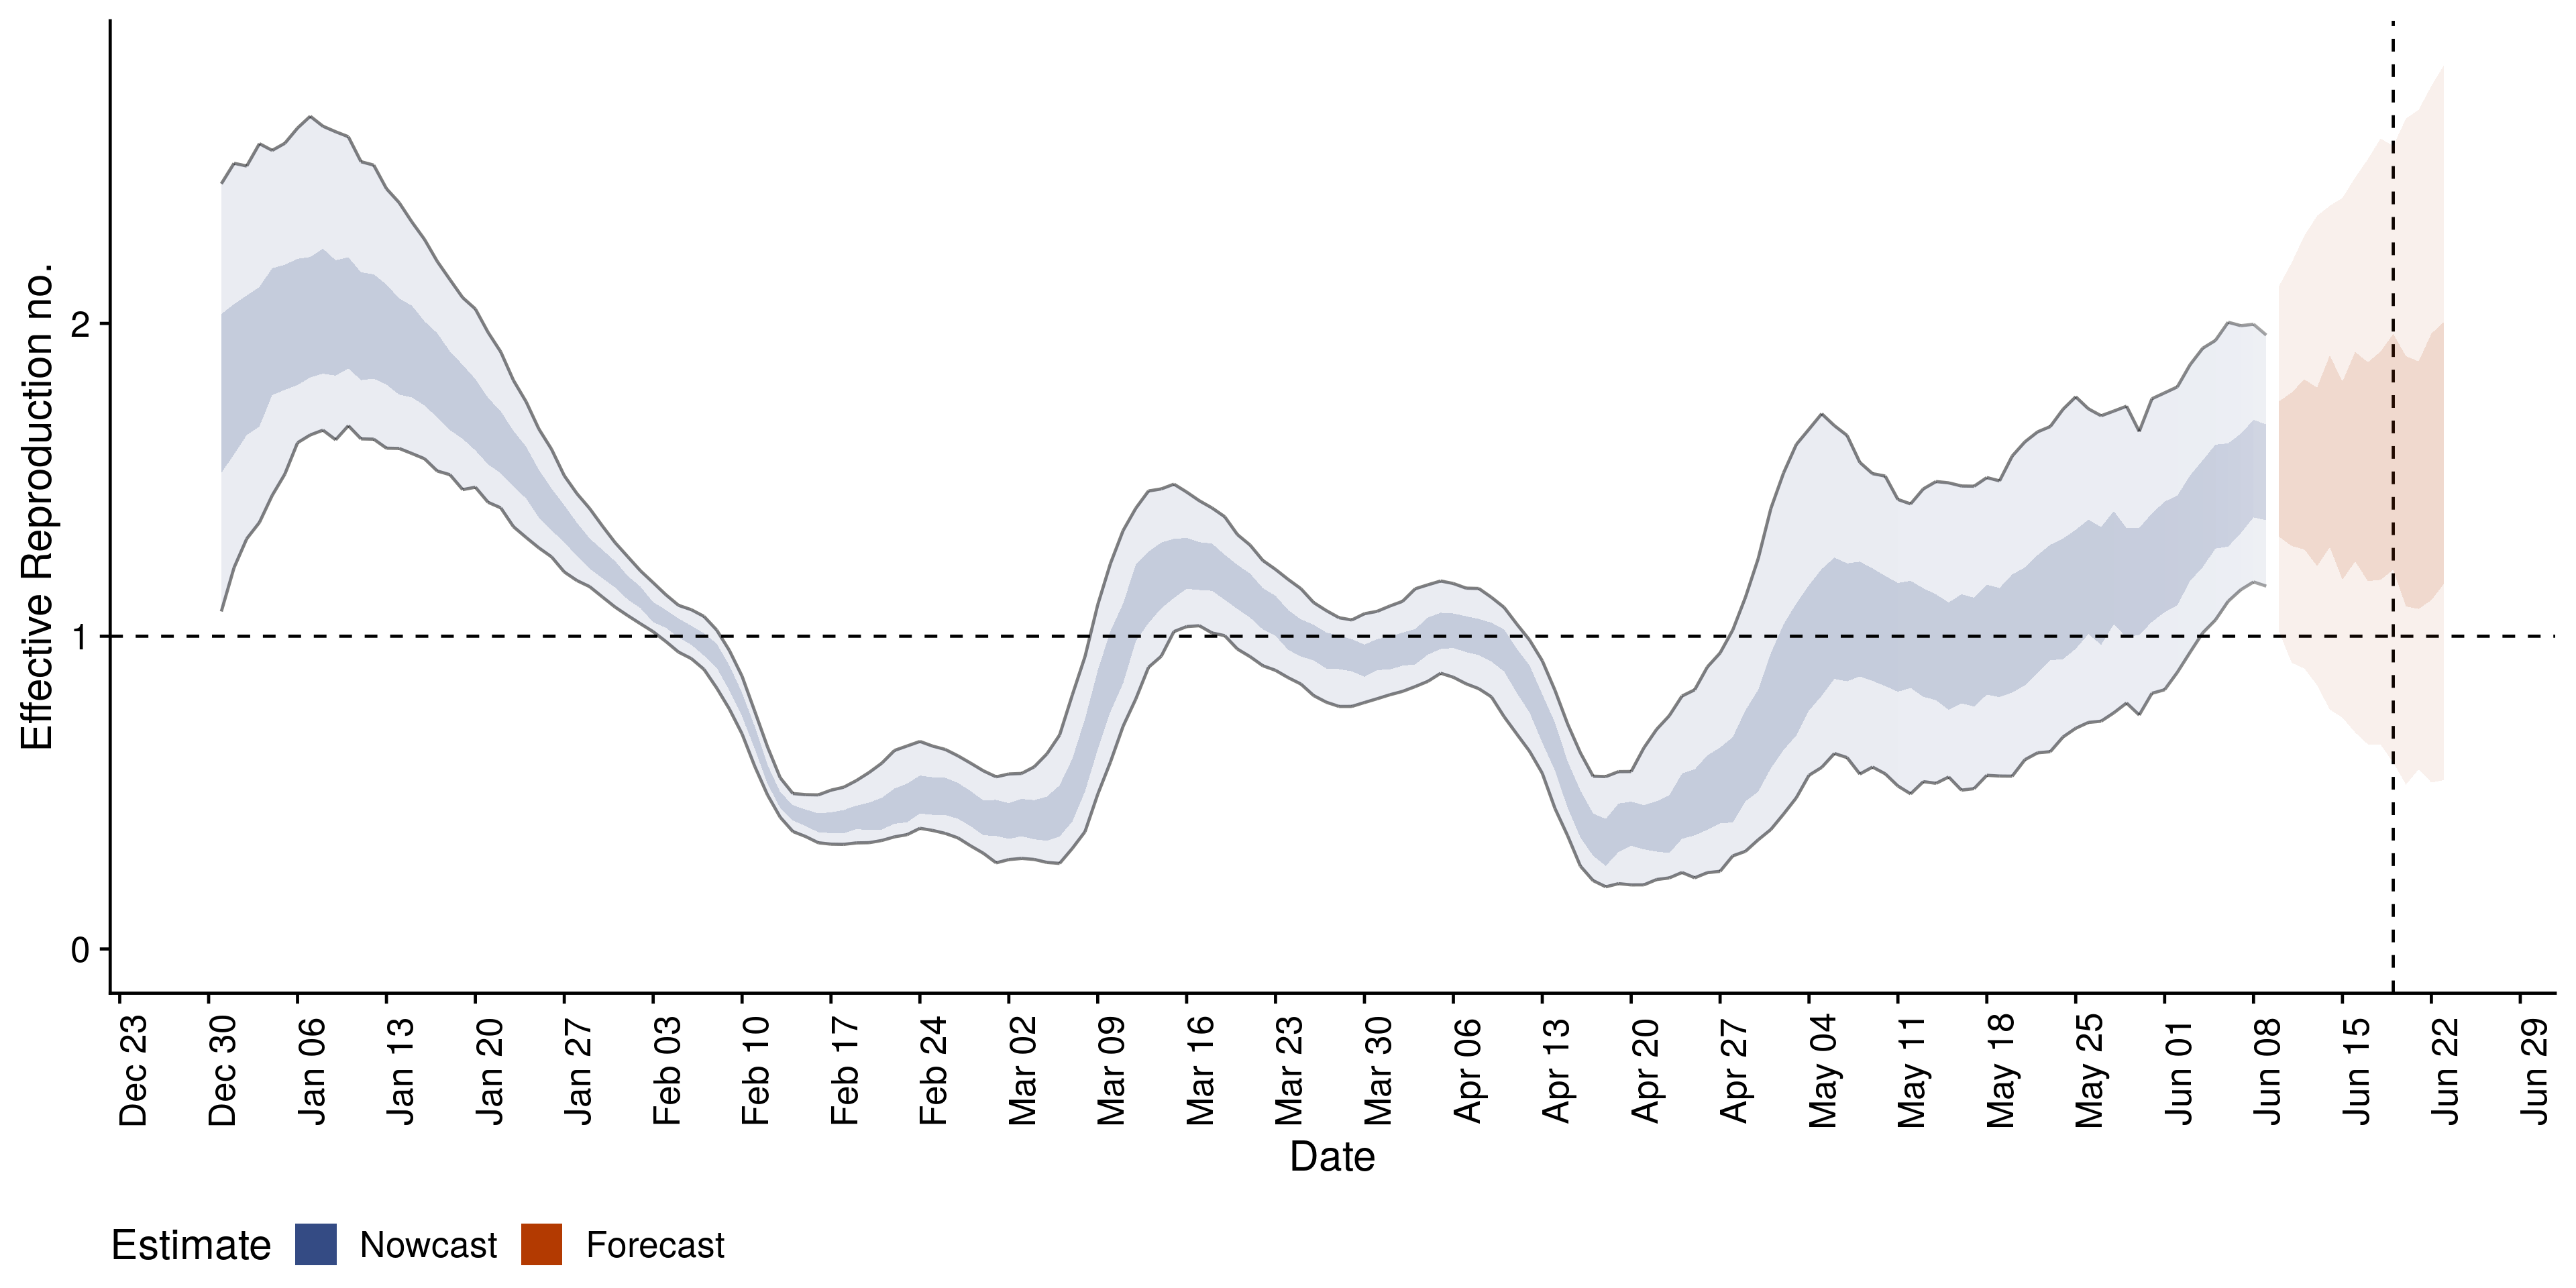 Effective Reproduction no.
2
1
0
Dec 23
Dec 30
Jan 06
Jan 13
Jan 20
Jan 27
Feb 03
Feb 10
Feb 17
Feb 24
Mar 02
Mar 09
Mar 16
Mar 23
Mar 30
Apr 06
Apr 13
Apr 20
Apr 27
May 04
May 11
May 18
May 25
Jun 01
Jun 08
Jun 15
Jun 22
Jun 29
Date
Estimate Nowcast Forecast